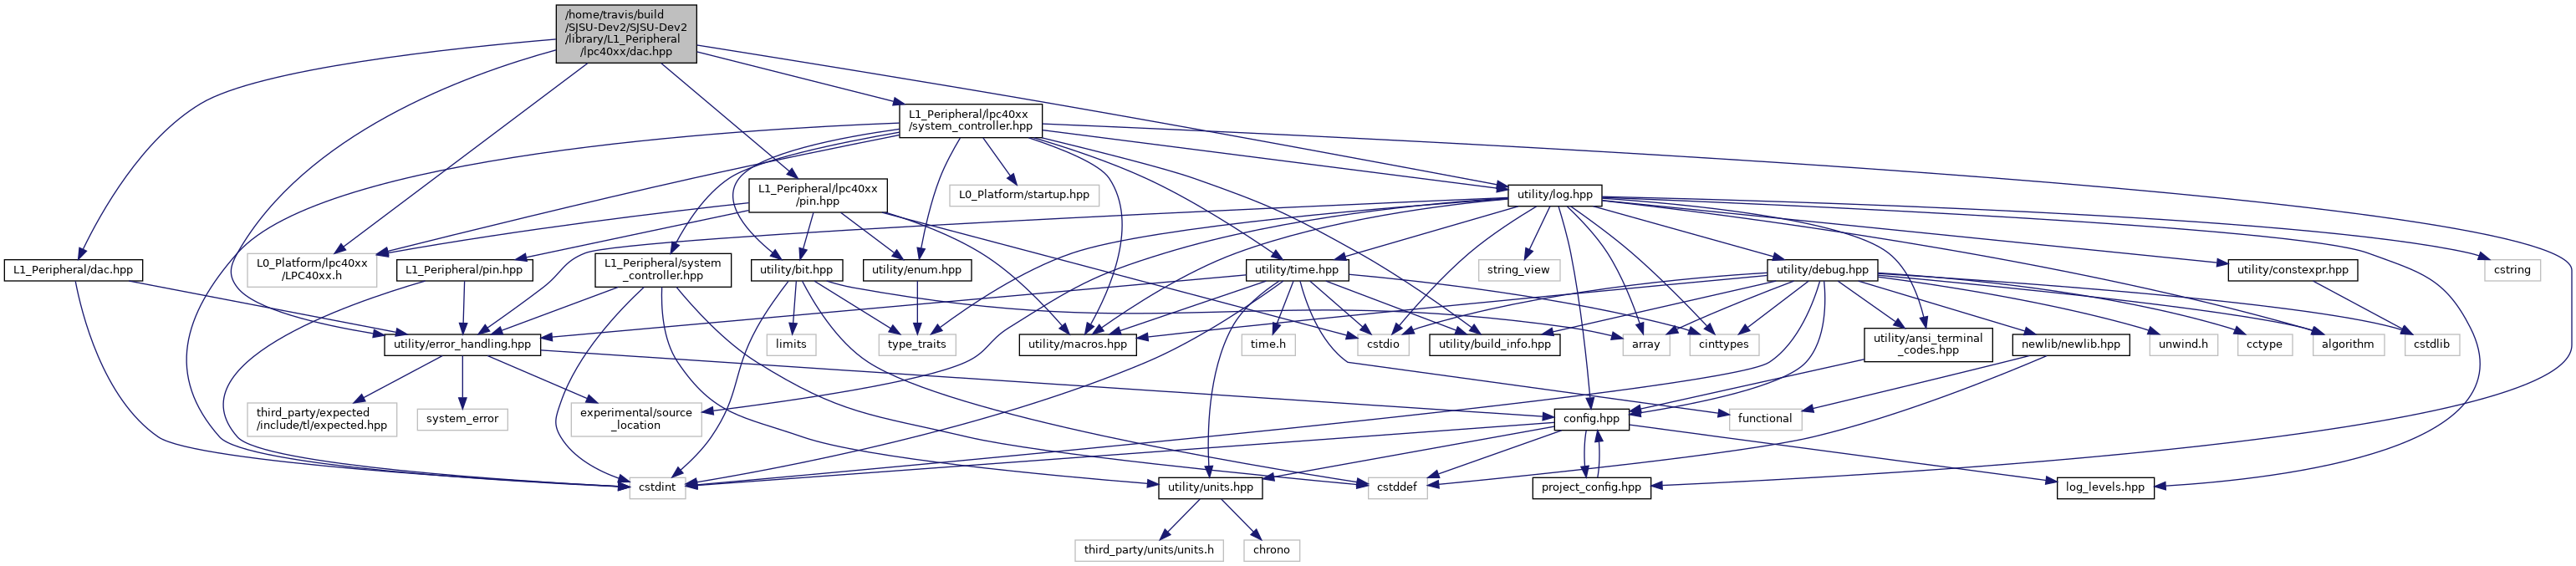 /home/travis/build
/SJSU-Dev2/SJSU-Dev2
/library/L1_Peripheral
/lpc40xx/dac.hpp
L1_Peripheral/lpc40xx
/system_controller.hpp
L1_Peripheral/lpc40xx
/pin.hpp
L0_Platform/startup.hpp
utility/log.hpp
L1_Peripheral/dac.hpp
L0_Platform/lpc40xx
/LPC40xx.h
L1_Peripheral/pin.hpp
L1_Peripheral/system
_controller.hpp
utility/bit.hpp
utility/enum.hpp
utility/time.hpp
string_view
utility/debug.hpp
utility/constexpr.hpp
cstring
utility/error_handling.hpp
limits
type_traits
utility/macros.hpp
time.h
cstdio
utility/build_info.hpp
array
cinttypes
utility/ansi_terminal
_codes.hpp
newlib/newlib.hpp
unwind.h
cctype
algorithm
cstdlib
third_party/expected
/include/tl/expected.hpp
system_error
experimental/source
_location
config.hpp
functional
cstdint
utility/units.hpp
cstddef
project_config.hpp
log_levels.hpp
third_party/units/units.h
chrono